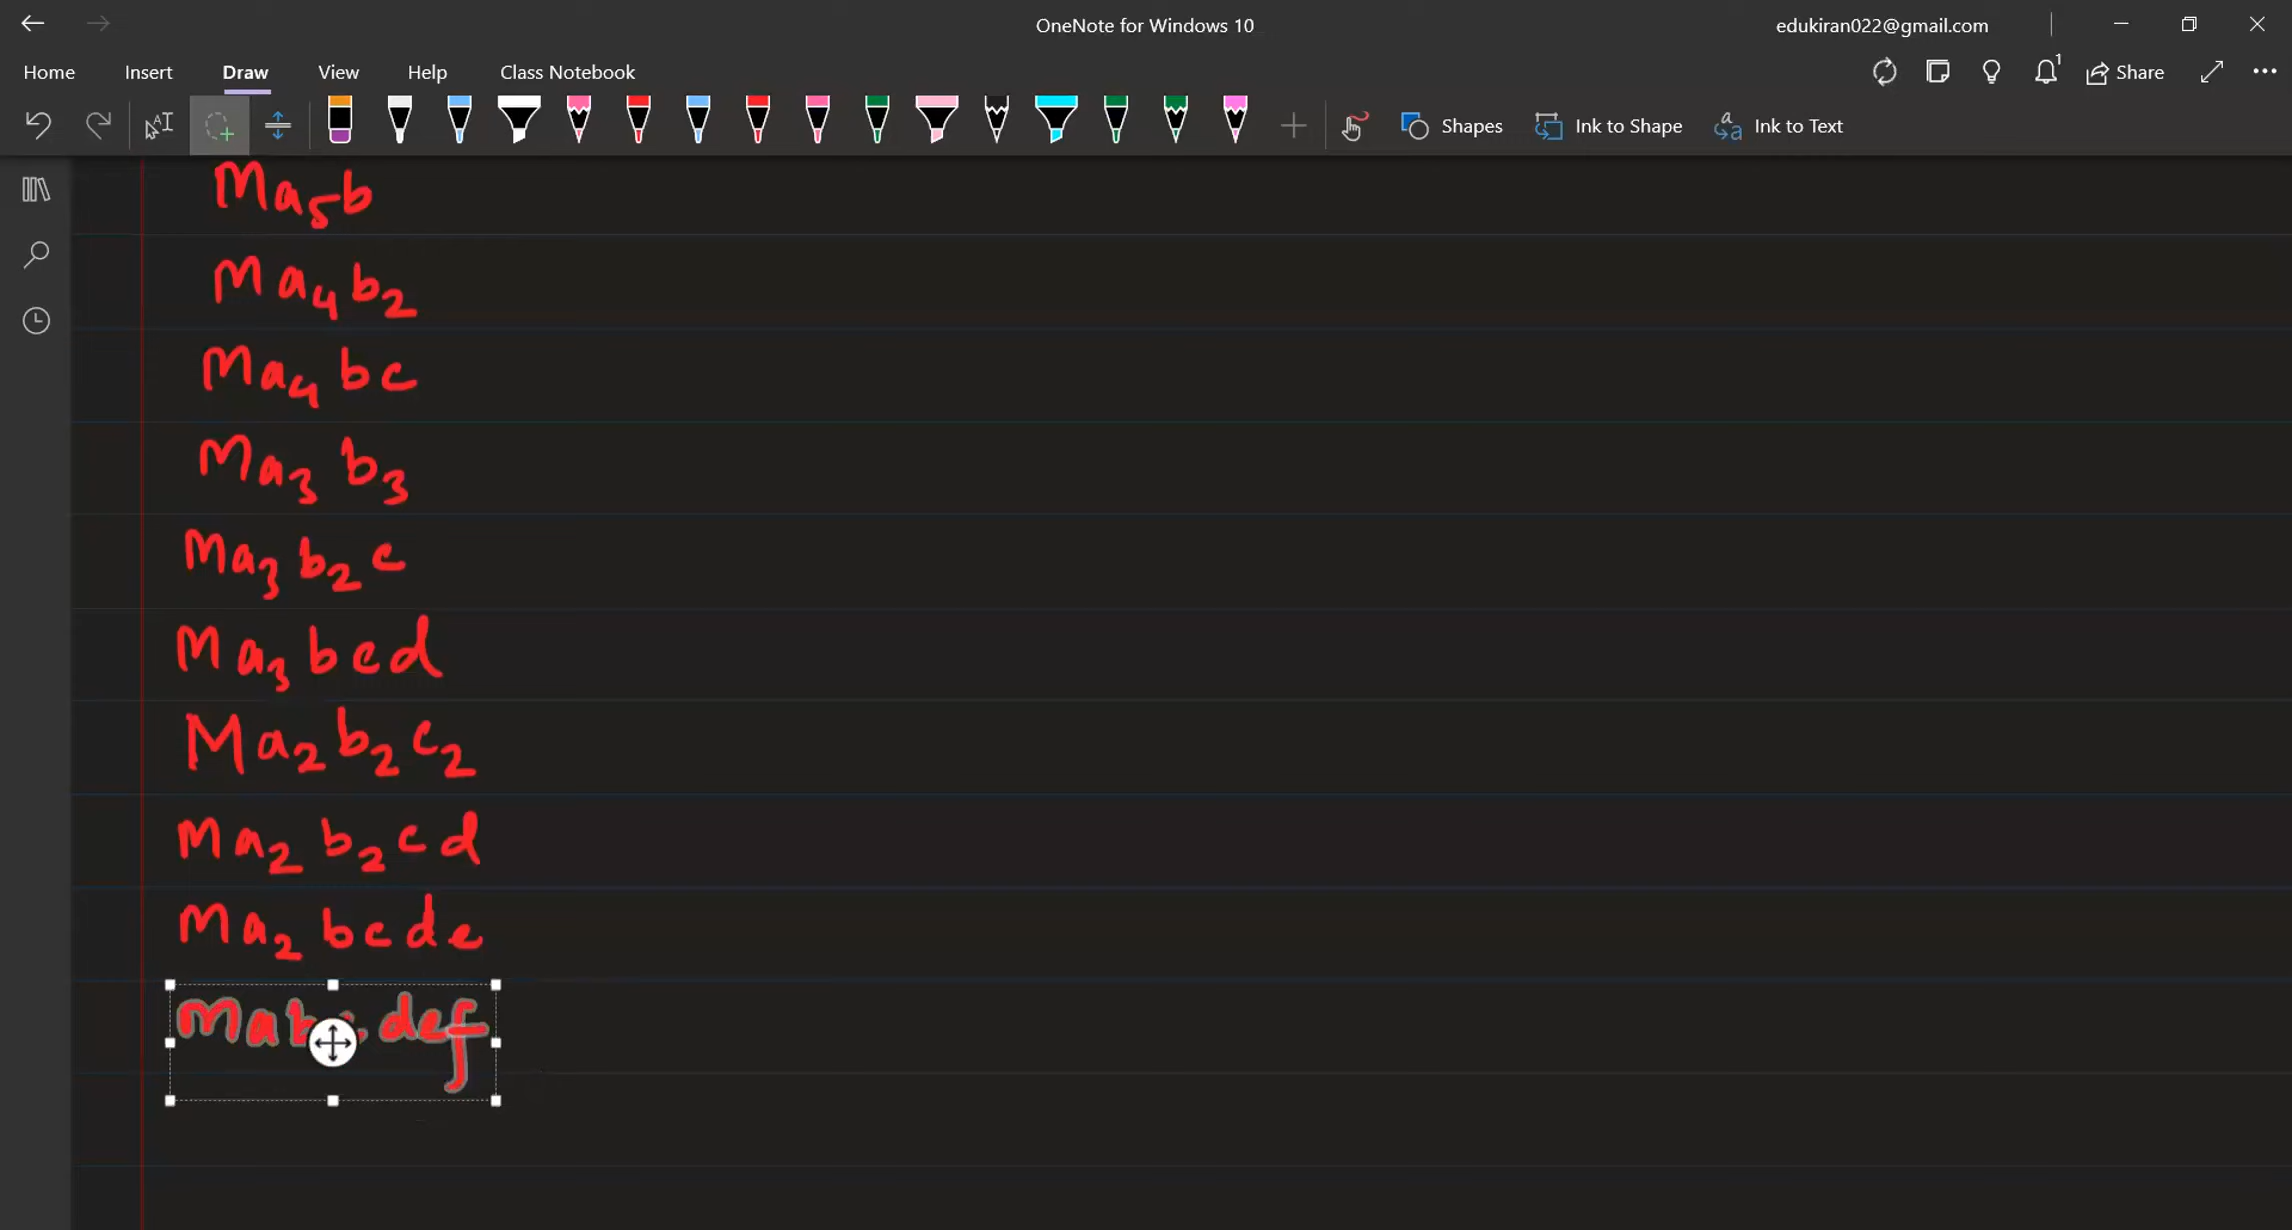 OneNote for Windows 10
edukiran022@gmail.com
Home Insert Draw View Help Class Notebook
1 Share
Shapes Ink to Shape Ink to Text
Ma₅b
Ma₄b₂
Ma₄bc
Ma₃b₃
Ma₃b₂c
Ma₃bcd
Ma₂b₂c₂
Ma₂b₂cd
Ma₂bcde